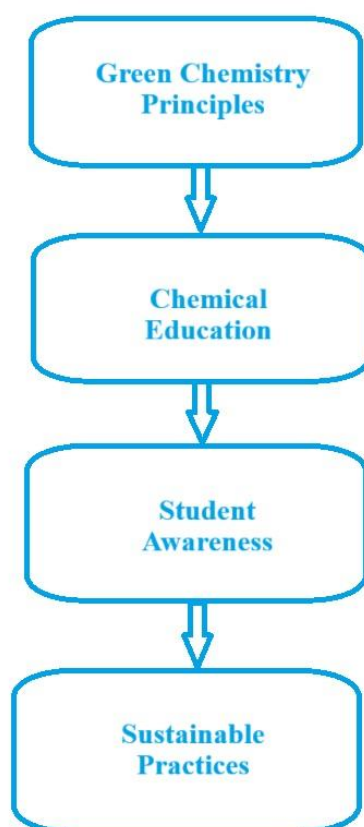 Green Chemistry
Principles
Chemical
Education
Student
Awareness
Sustainable
Practices